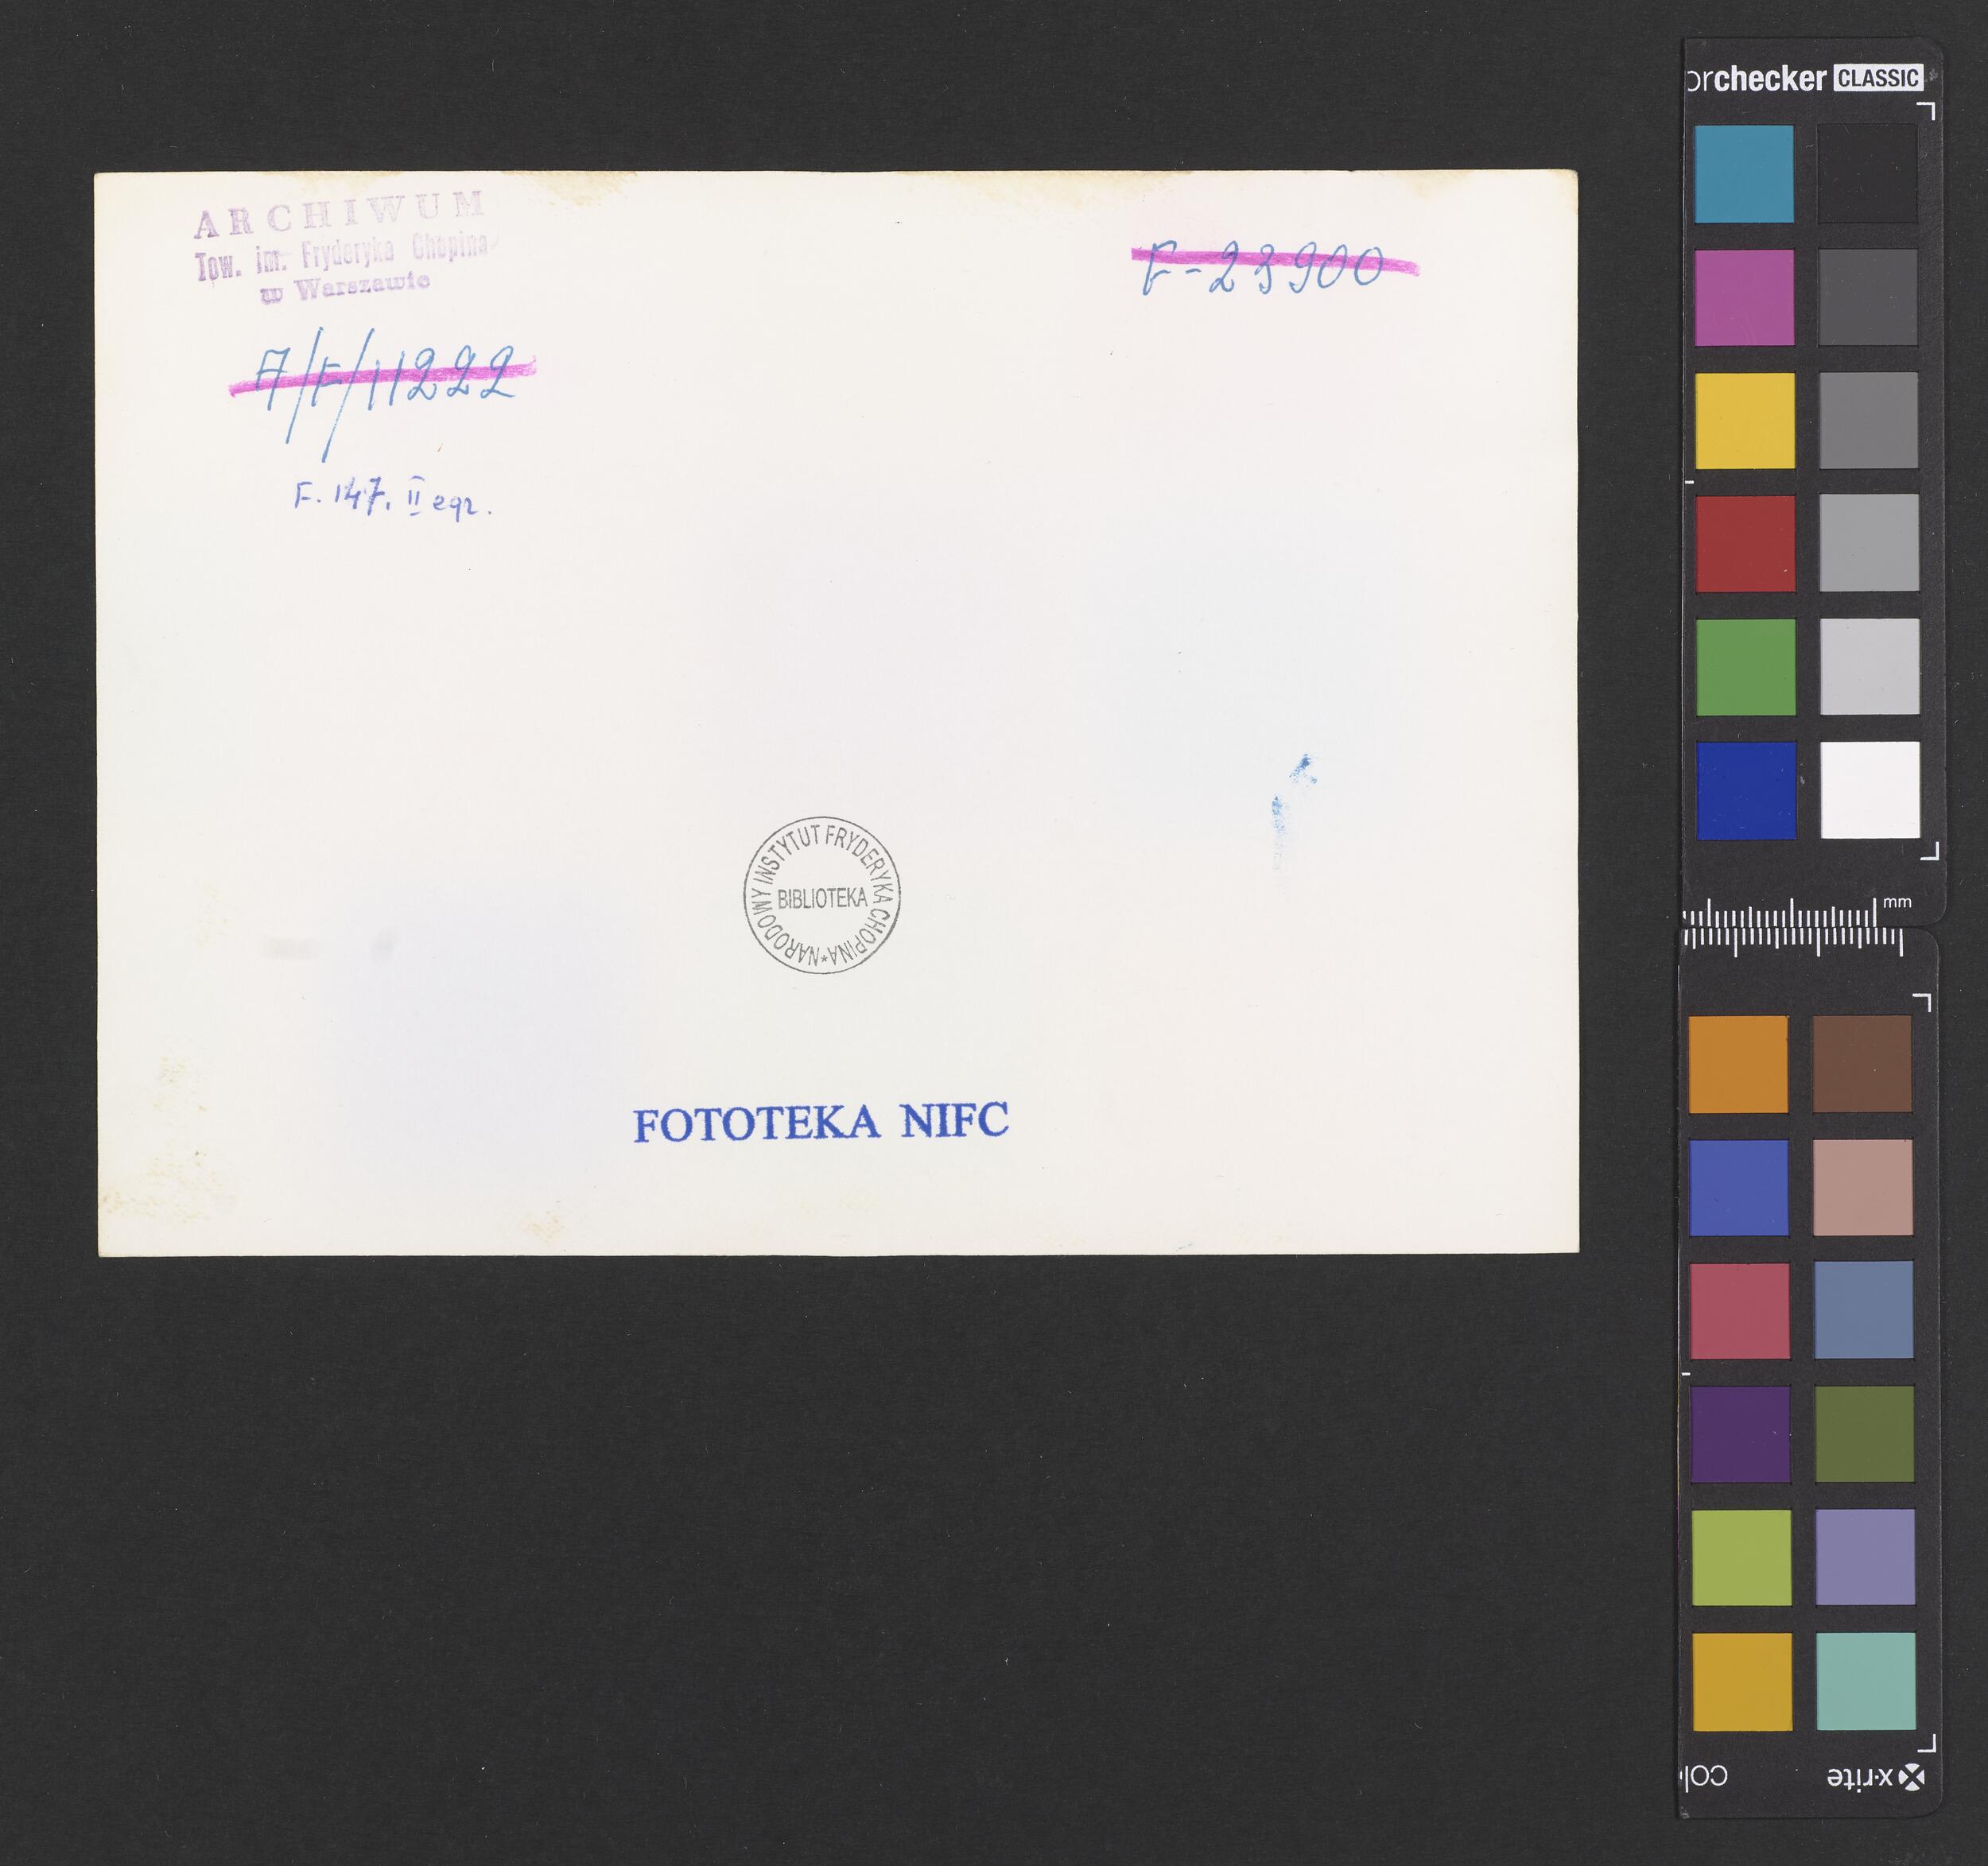 ARCHIWUM
Tow. im. Fryderyka Chopina
w Warszawie
F-23900
A/F/11222
F. 147. II egz.
NARODOWY INSTYTUT FRYDERYKA CHOPINA*
BIBLIOTEKA
FOTOTEKA NIFC
orchecker CLASSIC
mm
x·rite
col